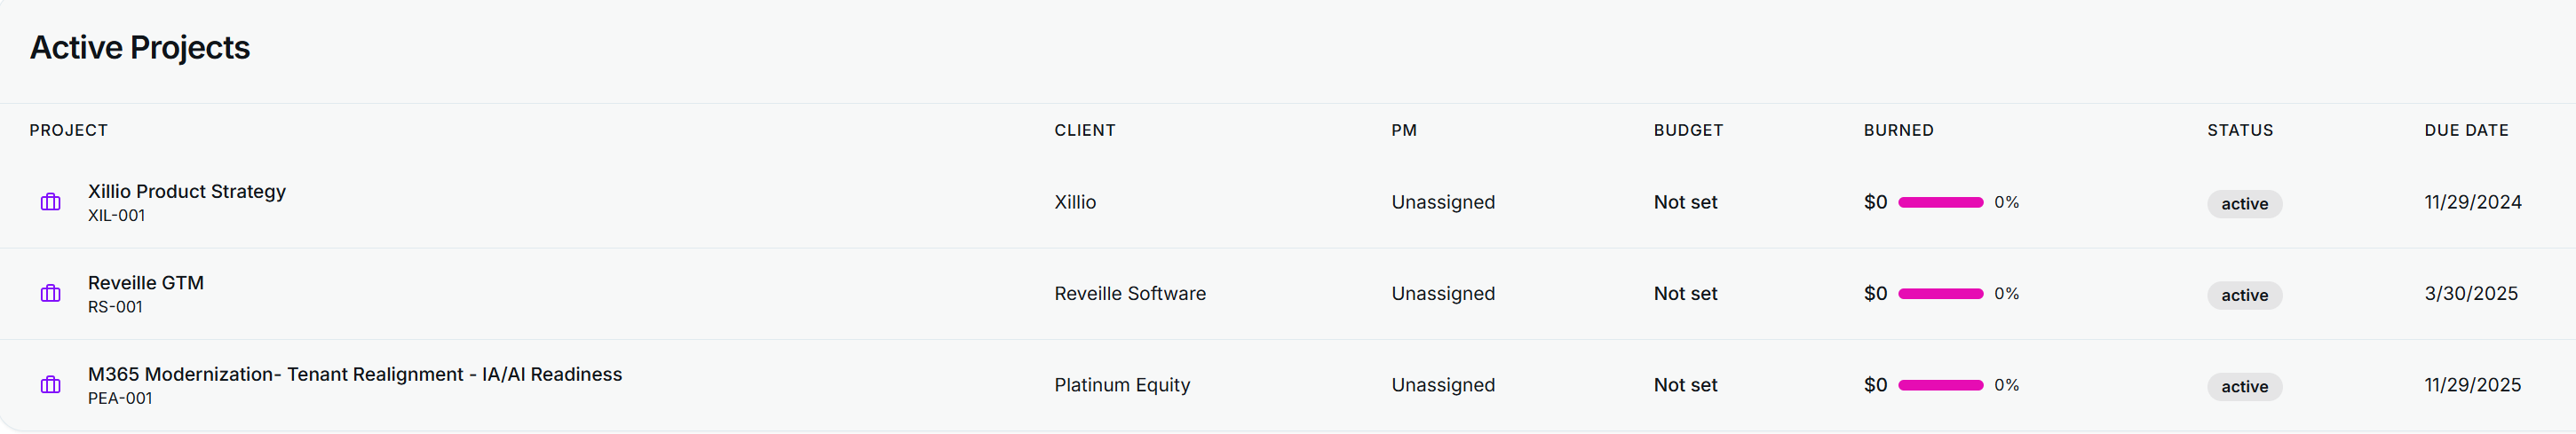 Active Projects
PROJECT CLIENT PM BUDGET BURNED STATUS DUE DATE
Xillio Product Strategy
XIL-001
Xillio Unassigned Not set $0 0% active 11/29/2024
Reveille GTM
RS-001
Reveille Software Unassigned Not set $0 0% active 3/30/2025
M365 Modernization- Tenant Realignment - IA/AI Readiness
PEA-001
Platinum Equity Unassigned Not set $0 0% active 11/29/2025